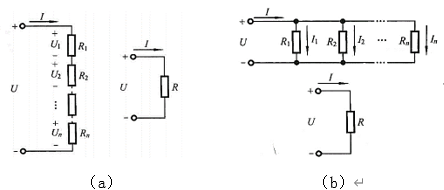 + I
+ U₁ R₁ −
+ U₂ R₂ −
U
⋮
+ Uₙ Rₙ −
−
I
+
U R
−
(a)
I
+
R₁ I₁ R₂ I₂ ··· Rₙ Iₙ
U
−
I
+
U R
−
(b) ↵